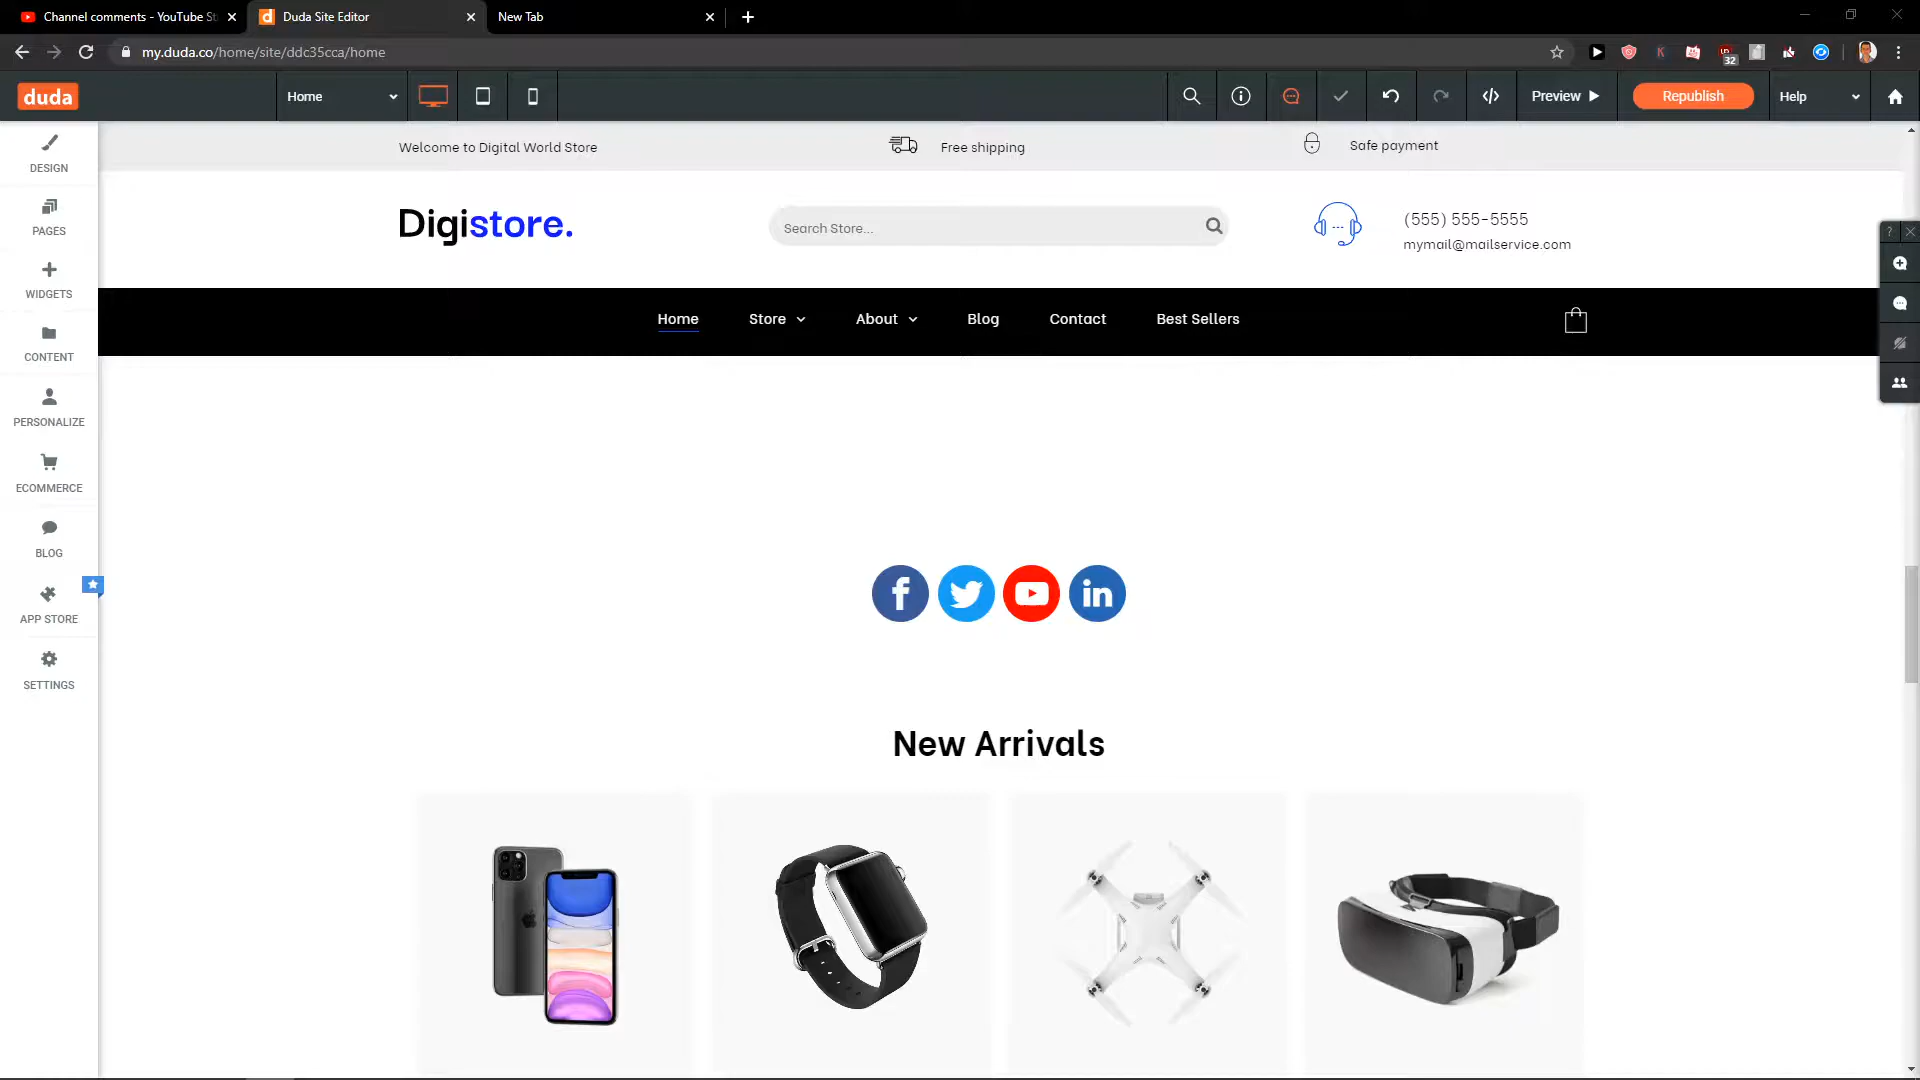 Channel comments - YouTube St
Duda Site Editor
New Tab
my.duda.co/home/site/ddc35cca/home
32
duda
Home
Preview
Republish
Help
DESIGN
PAGES
WIDGETS
CONTENT
PERSONALIZE
ECOMMERCE
BLOG
APP STORE
SETTINGS
Welcome to Digital World Store
Free shipping
Safe payment
Digistore.
Search Store...
(555) 555-5555
mymail@mailservice.com
?
Home
Store
About
Blog
Contact
Best Sellers
New Arrivals